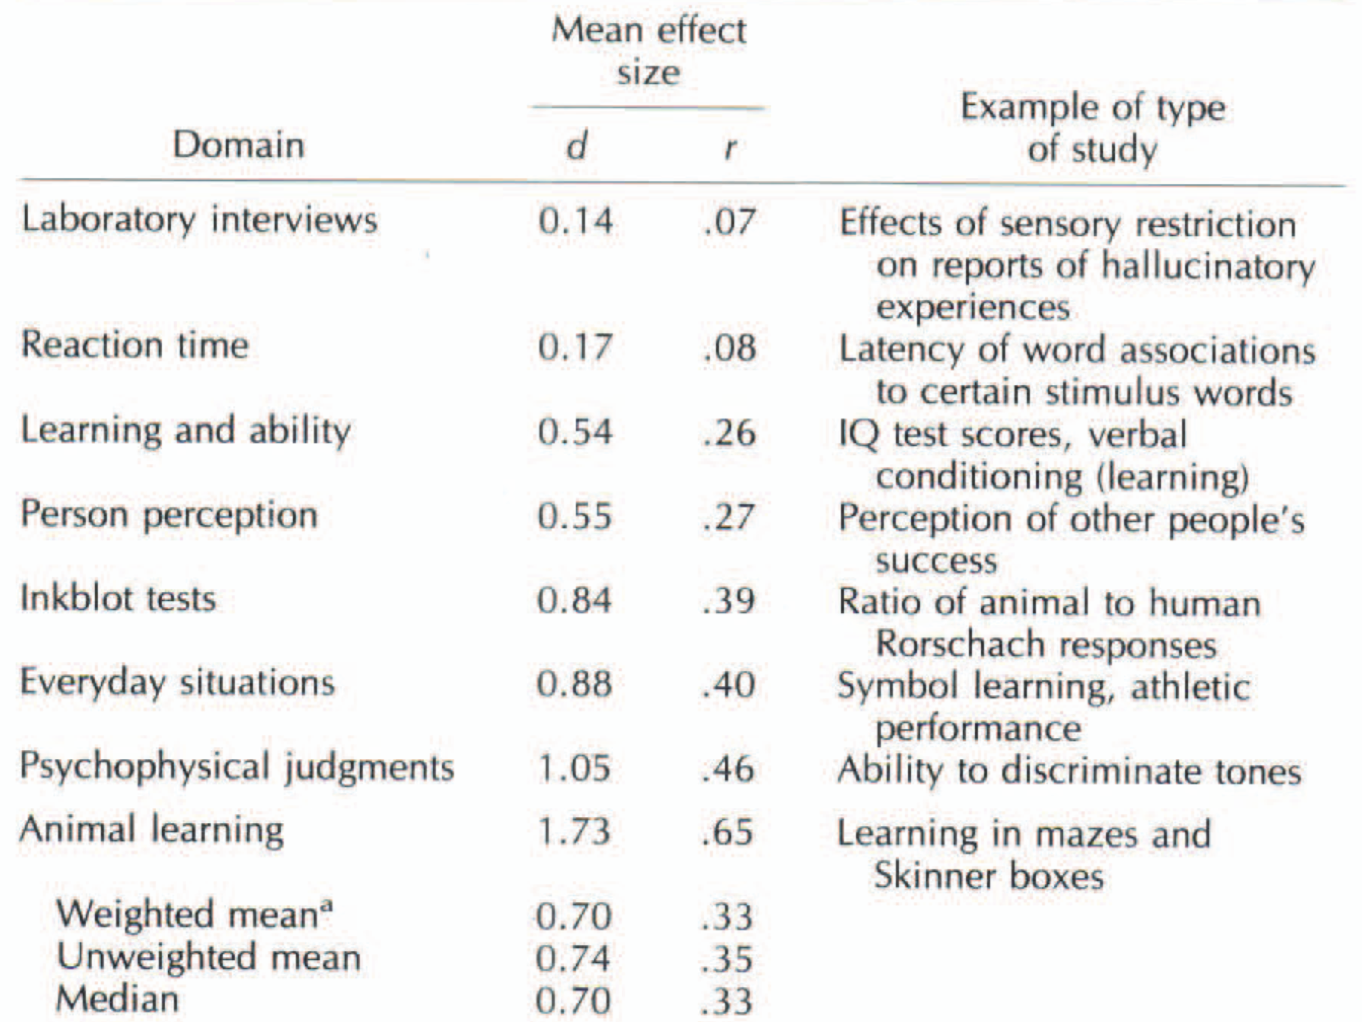 Mean effect
size
Example of type
Domain d r of study
Laboratory interviews 0.14 .07 Effects of sensory restriction
on reports of hallucinatory
experiences
Reaction time 0.17 .08 Latency of word associations
to certain stimulus words
Learning and ability 0.54 .26 IQ test scores, verbal
conditioning (learning)
Person perception 0.55 .27 Perception of other people's
success
Inkblot tests 0.84 .39 Ratio of animal to human
Rorschach responses
Everyday situations 0.88 .40 Symbol learning, athletic
performance
Psychophysical judgments 1.05 .46 Ability to discriminate tones
Animal learning 1.73 .65 Learning in mazes and
Skinner boxes
Weighted meanᵃ 0.70 .33
Unweighted mean 0.74 .35
Median 0.70 .33